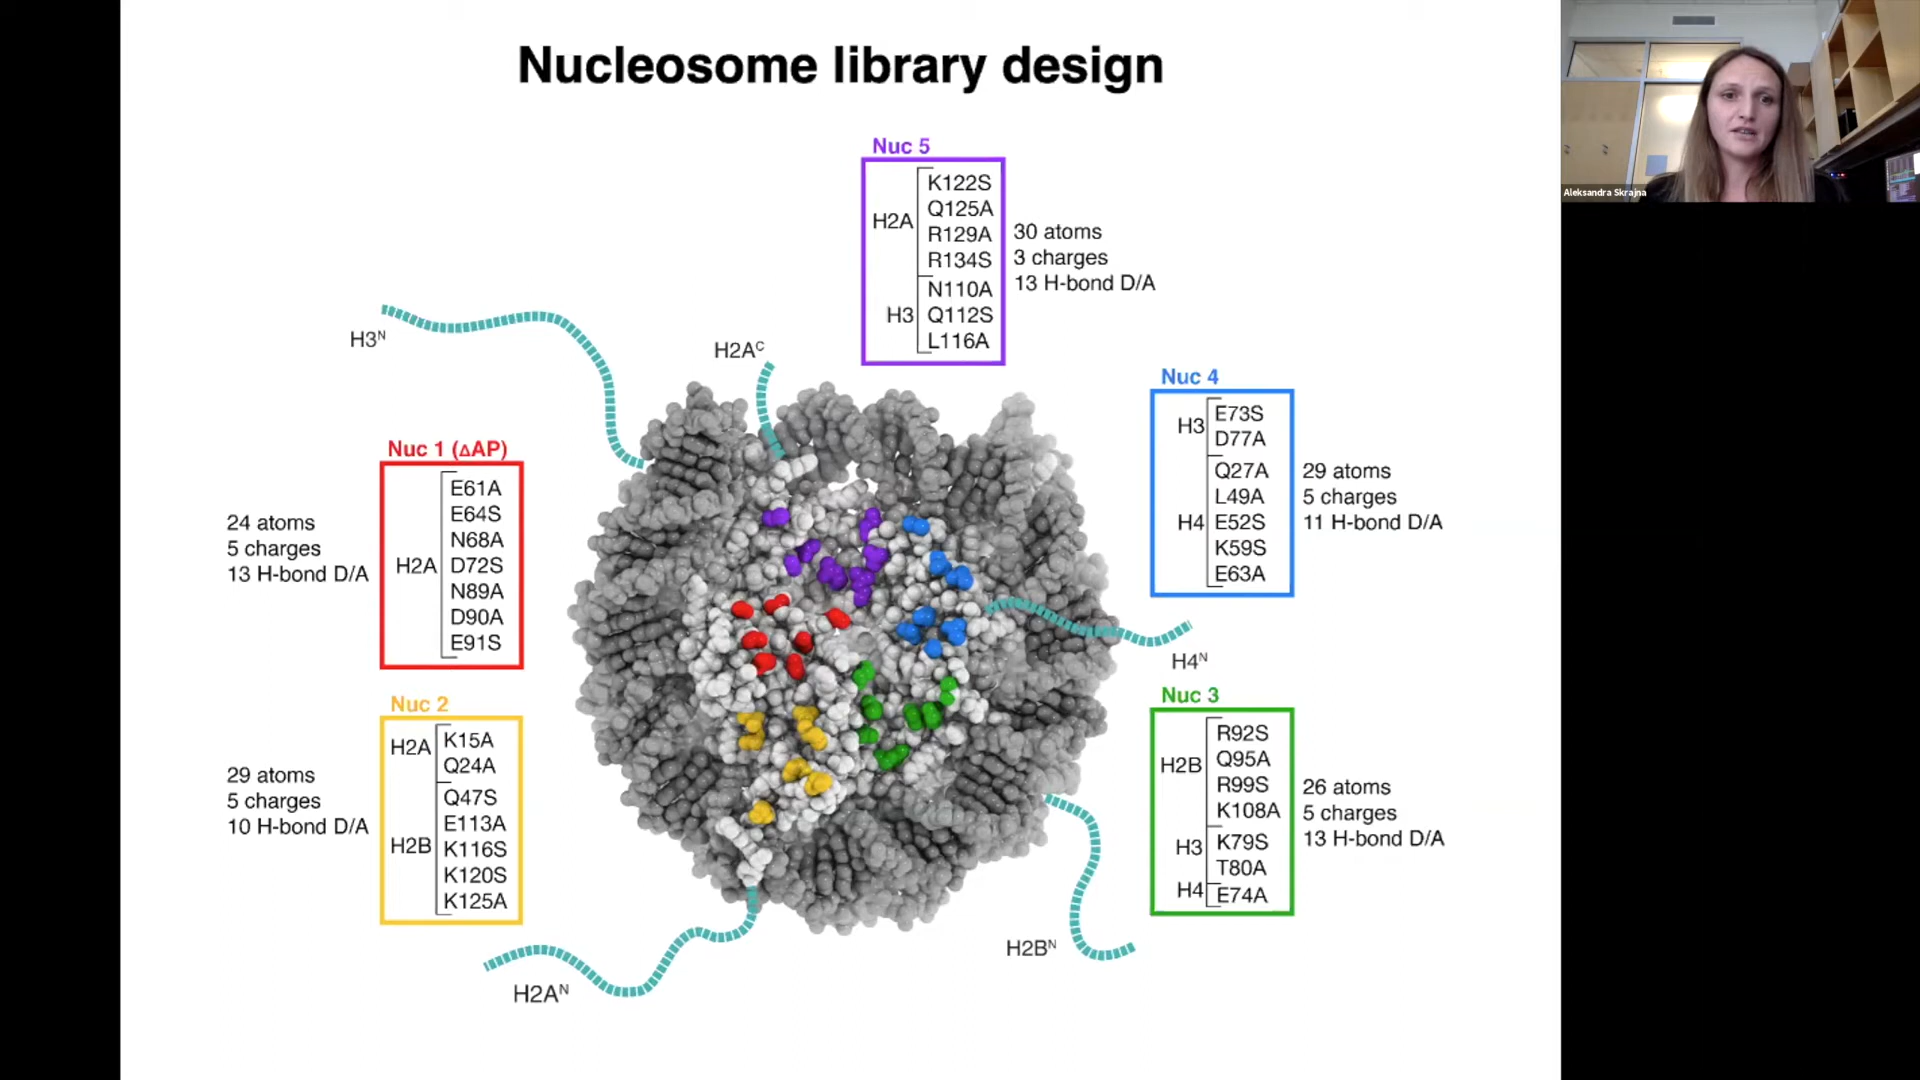 Nucleosome library design
Nuc 5
H2A
K122S
Q125A
R129A
R134S
H3
N110A
Q112S
L116A
30 atoms
3 charges
13 H-bond D/A
H3ᴺ
H2Aᶜ
Nuc 4
H3
E73S
D77A
H4
Q27A
L49A
E52S
K59S
E63A
29 atoms
5 charges
11 H-bond D/A
Nuc 1 (ΔAP)
24 atoms
5 charges
13 H-bond D/A
H2A
E61A
E64S
N68A
D72S
N89A
D90A
E91S
H4ᴺ
Nuc 2
29 atoms
5 charges
10 H-bond D/A
H2A
K15A
Q24A
H2B
Q47S
E113A
K116S
K120S
K125A
Nuc 3
H2B
R92S
Q95A
R99S
K108A
H3
K79S
T80A
H4
E74A
26 atoms
5 charges
13 H-bond D/A
H2Bᴺ
H2Aᴺ
Aleksandra Skrajna